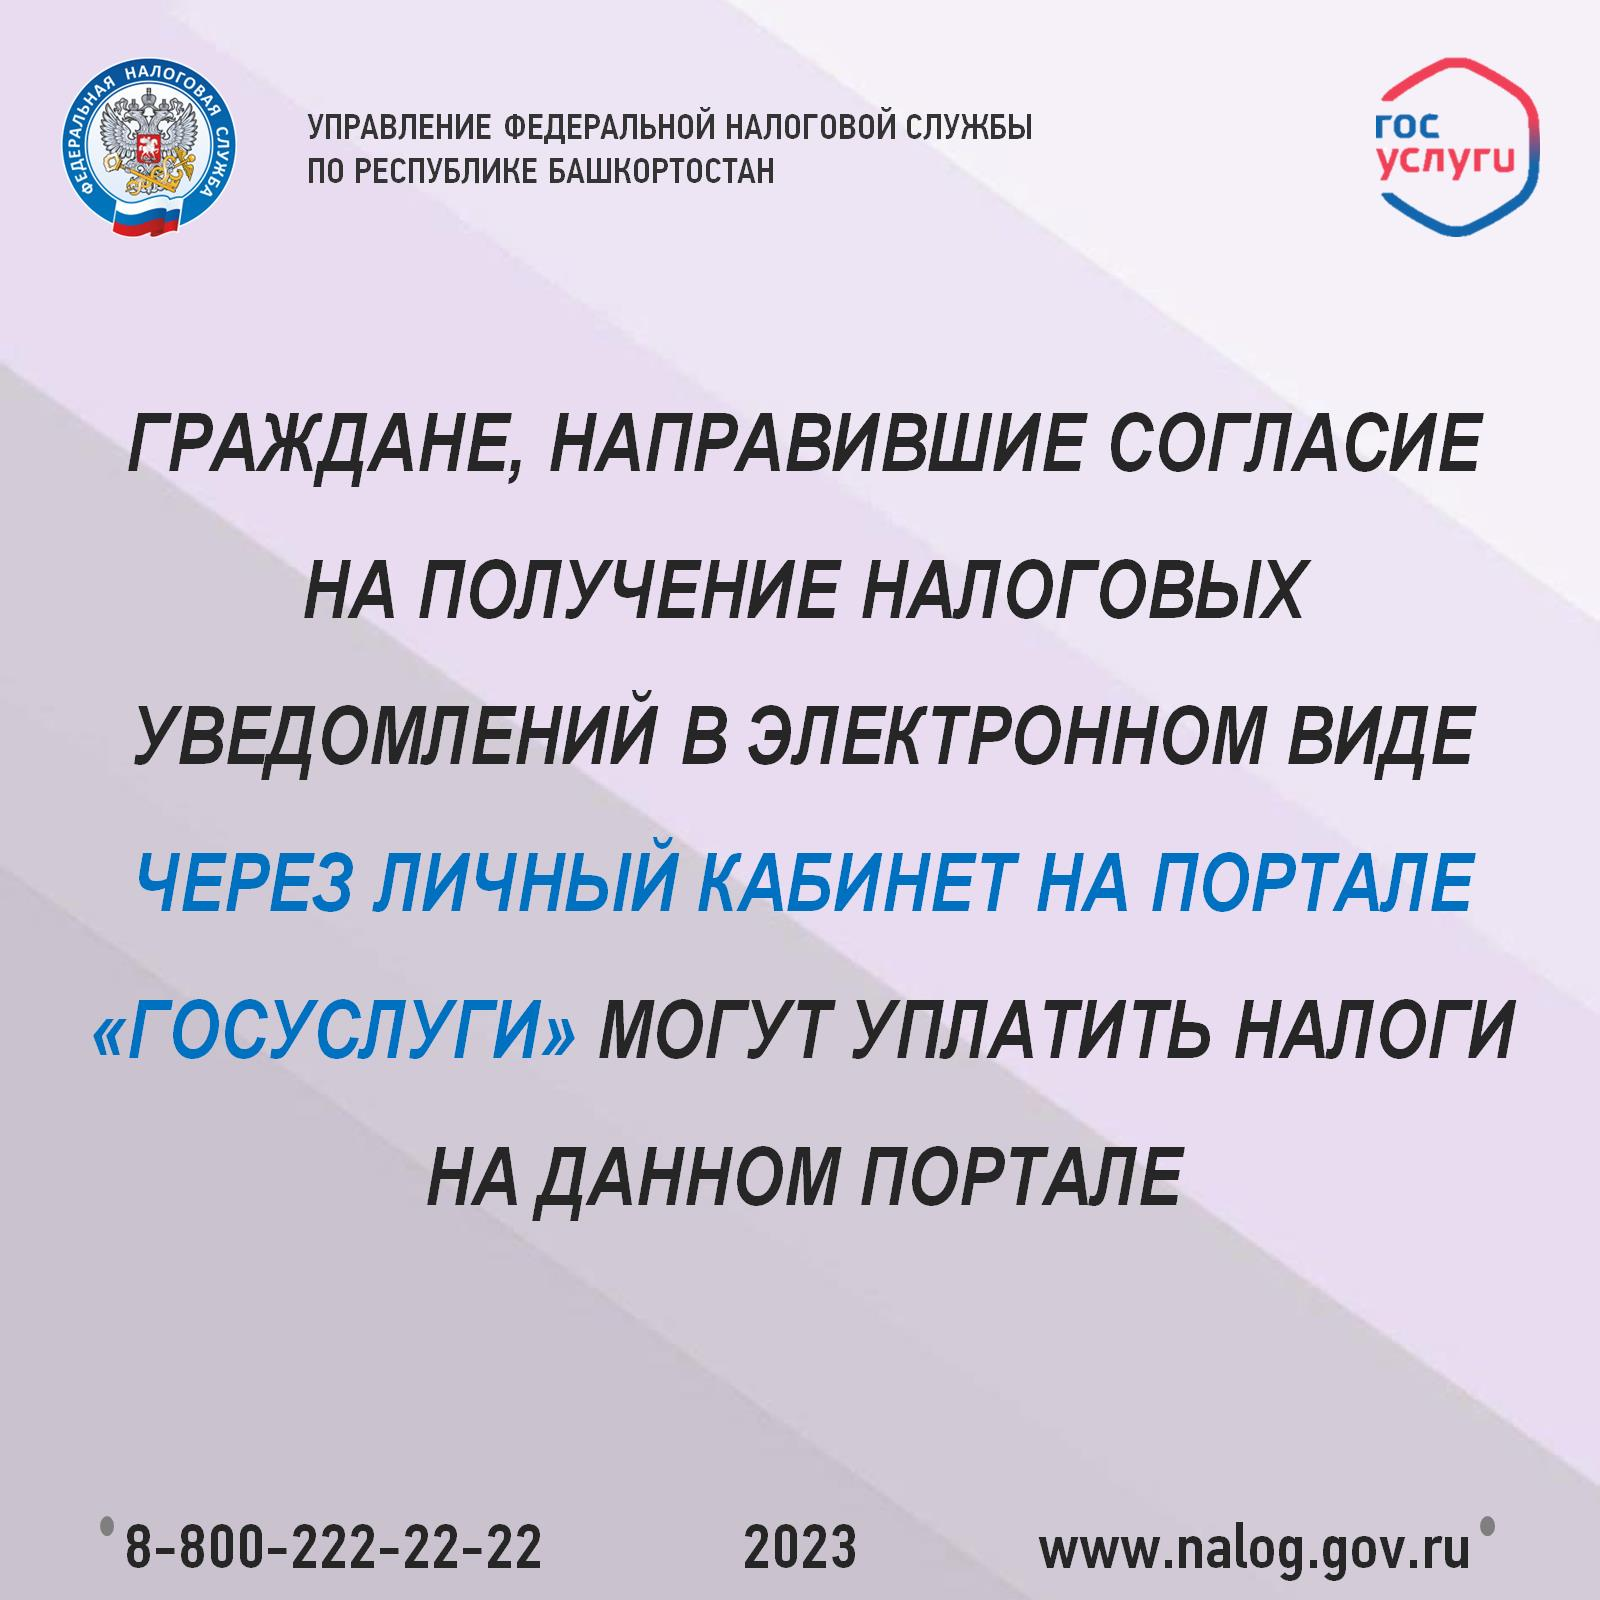 ФЕДЕРАЛЬНАЯ НАЛОГОВАЯ СЛУЖБА
УПРАВЛЕНИЕ ФЕДЕРАЛЬНОЙ НАЛОГОВОЙ СЛУЖБЫ
ПО РЕСПУБЛИКЕ БАШКОРТОСТАН
гос
услуги
ГРАЖДАНЕ, НАПРАВИВШИЕ СОГЛАСИЕ
НА ПОЛУЧЕНИЕ НАЛОГОВЫХ
УВЕДОМЛЕНИЙ В ЭЛЕКТРОННОМ ВИДЕ
ЧЕРЕЗ ЛИЧНЫЙ КАБИНЕТ НА ПОРТАЛЕ
«ГОСУСЛУГИ» МОГУТ УПЛАТИТЬ НАЛОГИ
НА ДАННОМ ПОРТАЛЕ
8-800-222-22-22
2023
www.nalog.gov.ru